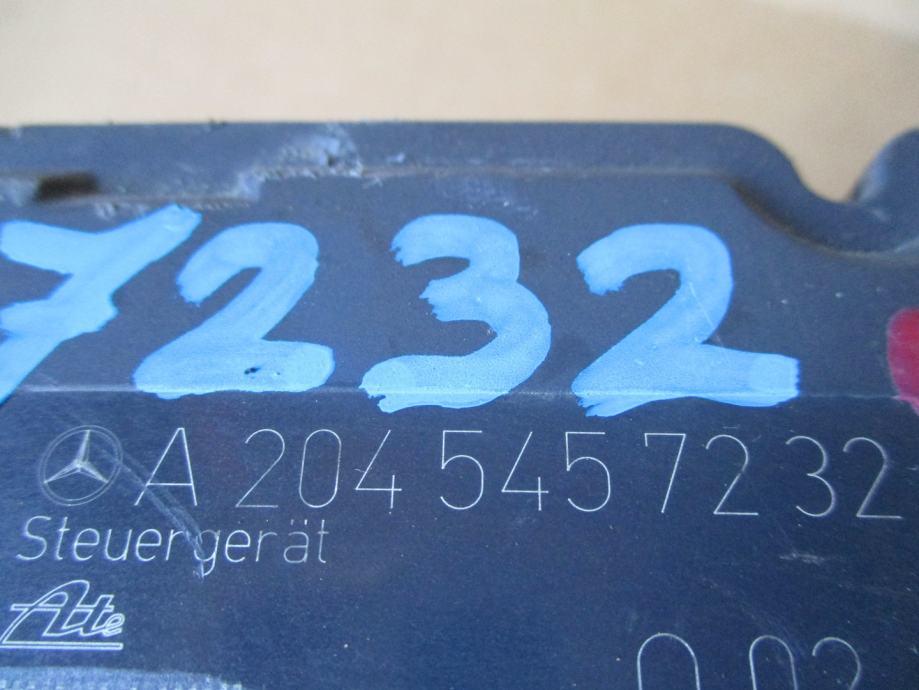 7232
A 204 545 72 32
Steuergerät
Ate